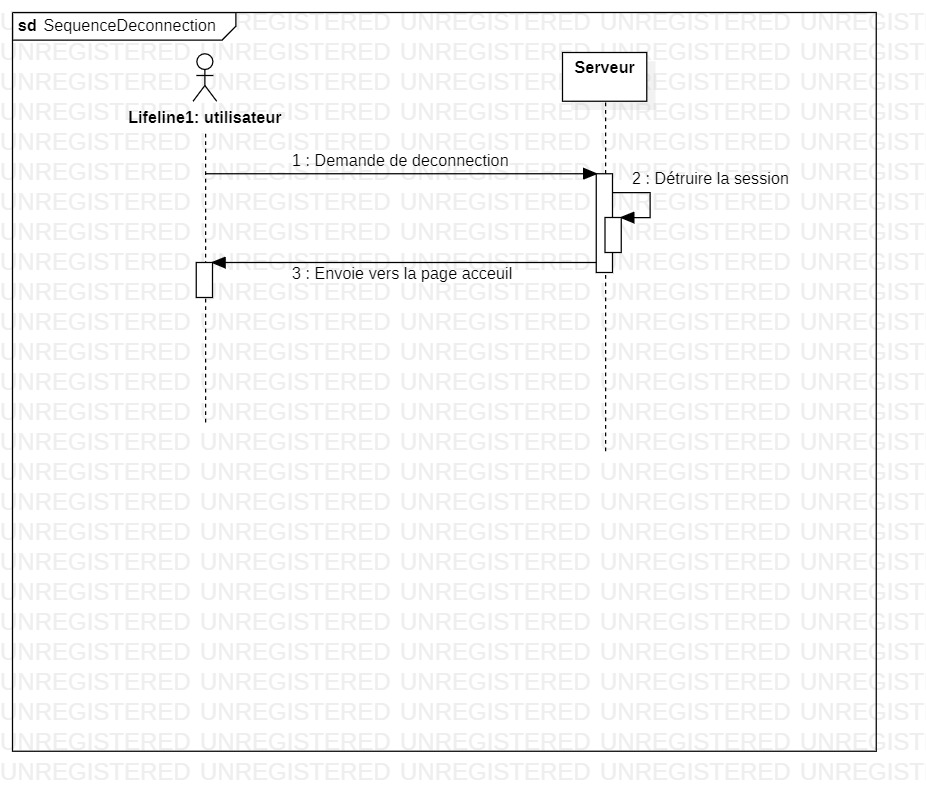 sd SequenceDeconnection
Serveur
Lifeline1: utilisateur
1 : Demande de deconnection
2 : Détruire la session
3 : Envoie vers la page acceuil
UNREGISTERED